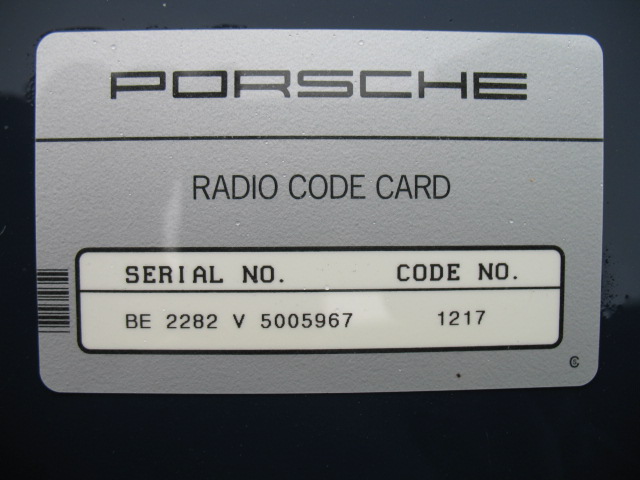 PORSCHE
RADIO CODE CARD
SERIAL NO. CODE NO.
BE 2282 V 5005967 1217